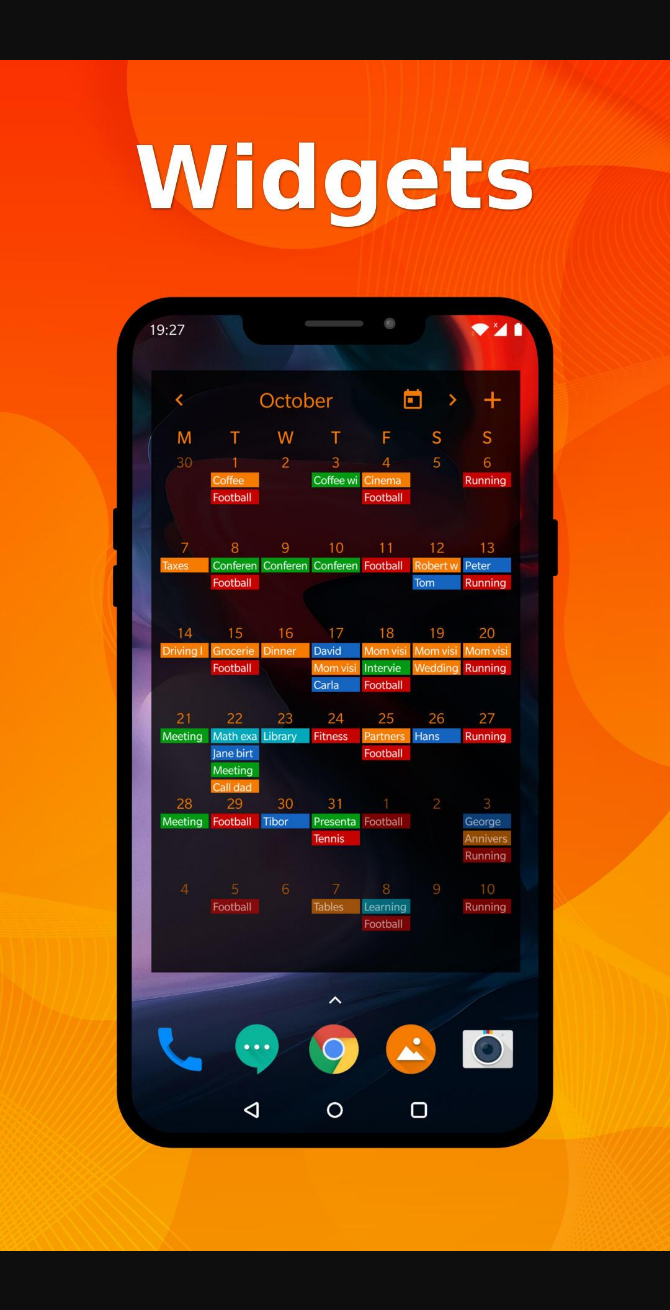 Widgets
19:27
October
M T W T F S S
30 1 2 3 4 5 6
Coffee Coffee wi Cinema Running
Football Football
7 8 9 10 11 12 13
Taxes Conferen Conferen Conferen Football Robert w Peter
Football Tom Running
14 15 16 17 18 19 20
Driving l Grocerie Dinner David Mom visi Mom visi Mom visi
Football Mom visi Intervie Wedding Running
Carla Football
21 22 23 24 25 26 27
Meeting Math exa Library Fitness Partners Hans Running
Jane birt Football
Meeting
Call dad
28 29 30 31 1 2 3
Meeting Football Tibor Presenta Football George
Tennis Annivers
Running
4 5 6 7 8 9 10
Football Tables Learning Running
Football